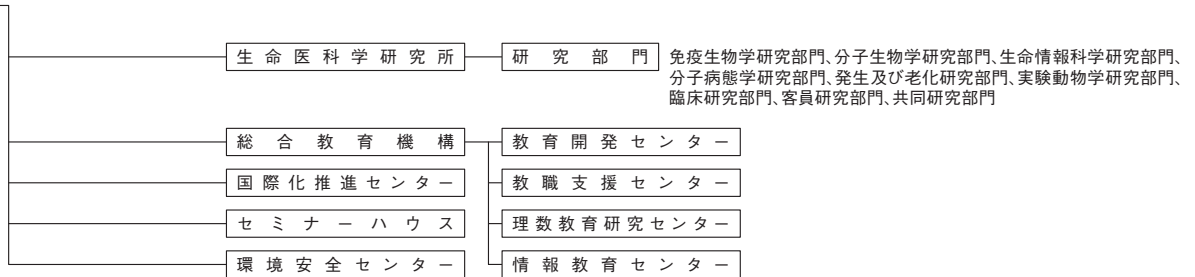 生命医科学研究所
研究部門
免疫生物学研究部門、分子生物学研究部門、生命情報科学研究部門、
分子病態学研究部門、発生及び老化研究部門、実験動物学研究部門、
臨床研究部門、客員研究部門、共同研究部門
総合教育機構
教育開発センター
国際化推進センター
教職支援センター
セミナーハウス
理数教育研究センター
環境安全センター
情報教育センター